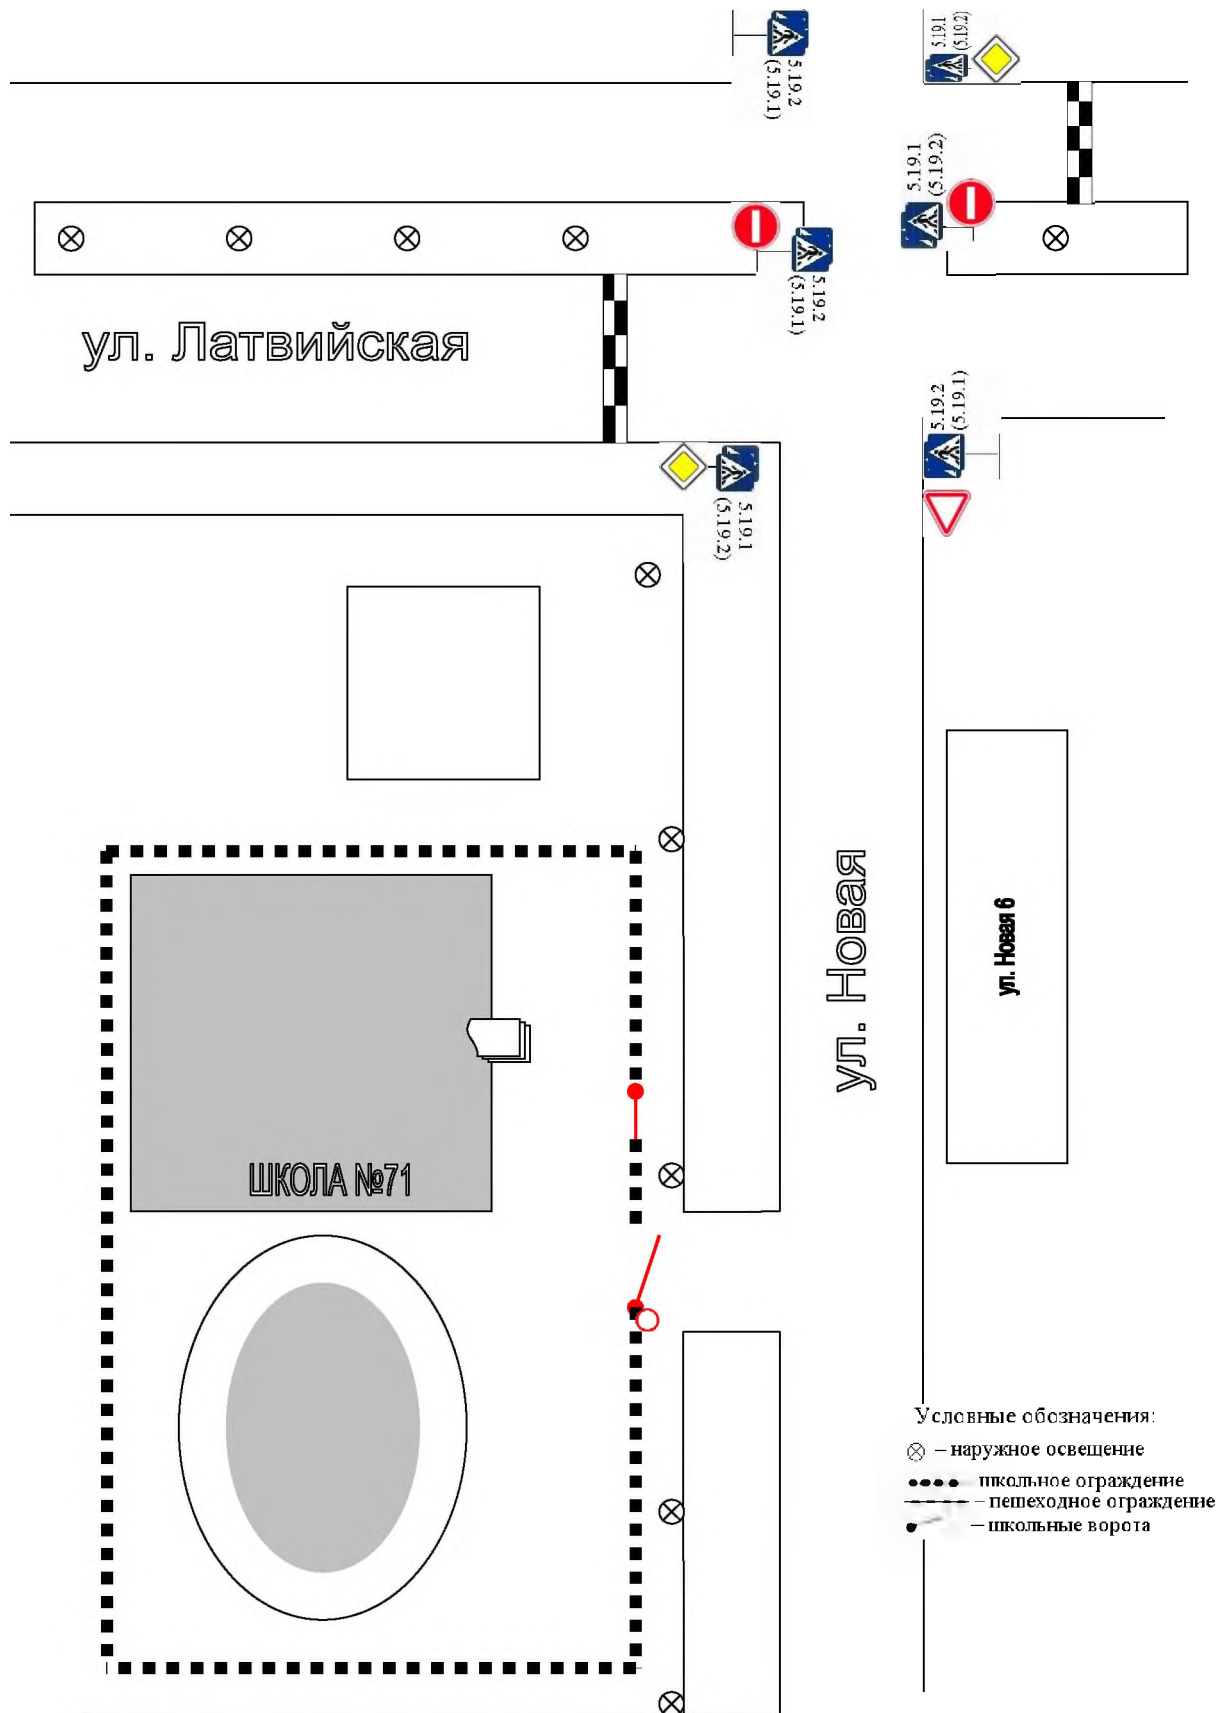 5.19.2
(5.19.1)
5.19.1
(5.19.2)
5.19.1
(5.19.2)
5.19.2
(5.19.1)
ул. Латвийская
5.19.2
(5.19.1)
5.19.1
(5.19.2)
ул. Новая
ул. Новая 6
ШКОЛА №71
Условные обозначения:
– наружное освещение
школьное ограждение
– пешеходное ограждение
– школьные ворота